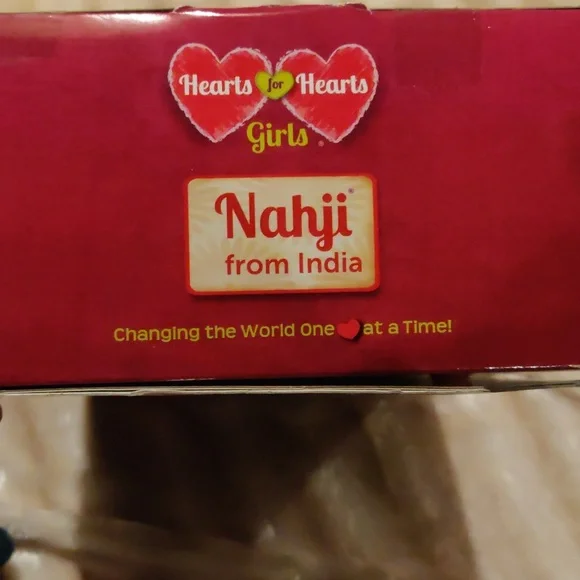 Hearts for Hearts
Girls®
Nahji®
from India
Changing the World One ❤ at a Time!